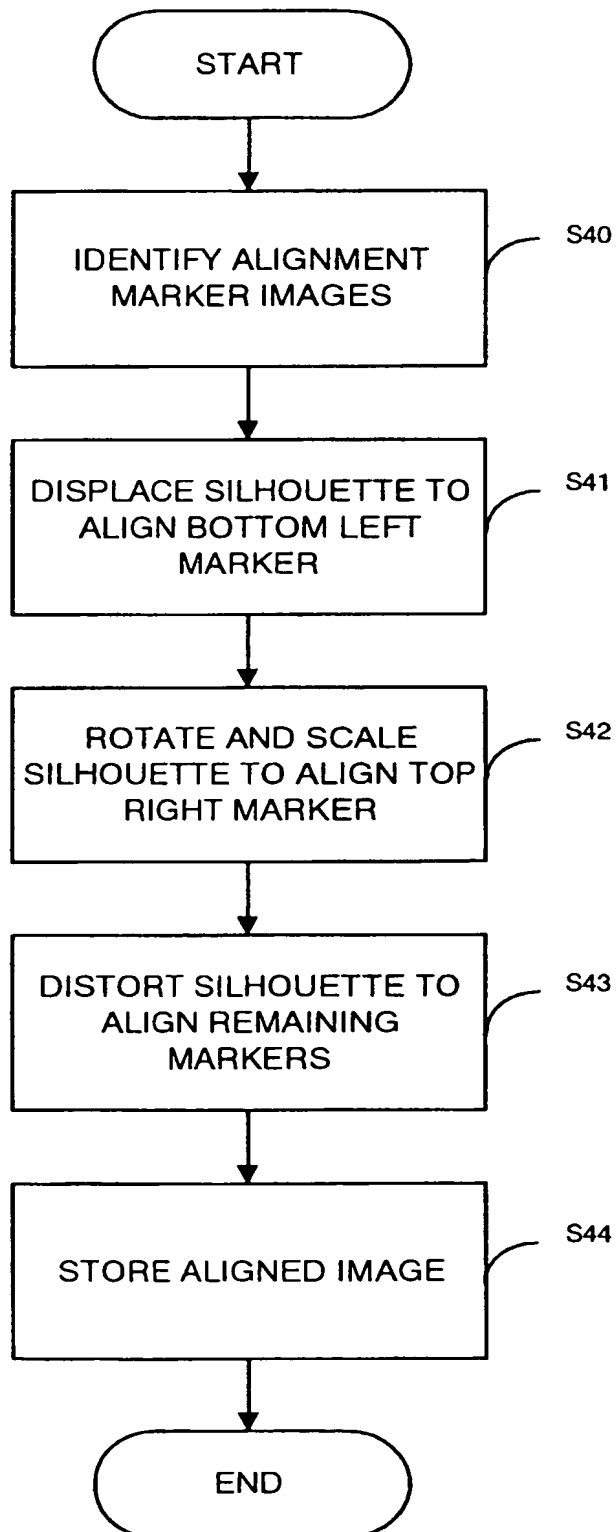 START
IDENTIFY ALIGNMENT
MARKER IMAGES
S40
DISPLACE SILHOUETTE TO
ALIGN BOTTOM LEFT
MARKER
S41
ROTATE AND SCALE
SILHOUETTE TO ALIGN TOP
RIGHT MARKER
S42
DISTORT SILHOUETTE TO
ALIGN REMAINING
MARKERS
S43
STORE ALIGNED IMAGE
S44
END